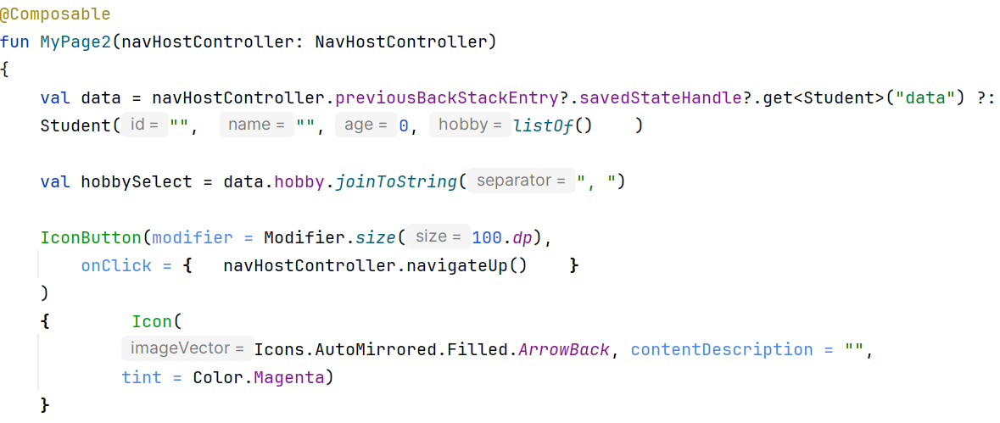 @Composable
fun MyPage2(navHostController: NavHostController)
{
    val data = navHostController.previousBackStackEntry?.savedStateHandle?.get<Student>("data") ?:
    Student( id = "",  name = "", age = 0, hobby = listOf()    )
    val hobbySelect = data.hobby.joinToString( separator = ", ")
    IconButton(modifier = Modifier.size( size = 100.dp),
        onClick = {   navHostController.navigateUp()    }
    )
    {        Icon(
            imageVector = Icons.AutoMirrored.Filled.ArrowBack, contentDescription = "",
            tint = Color.Magenta)
    }